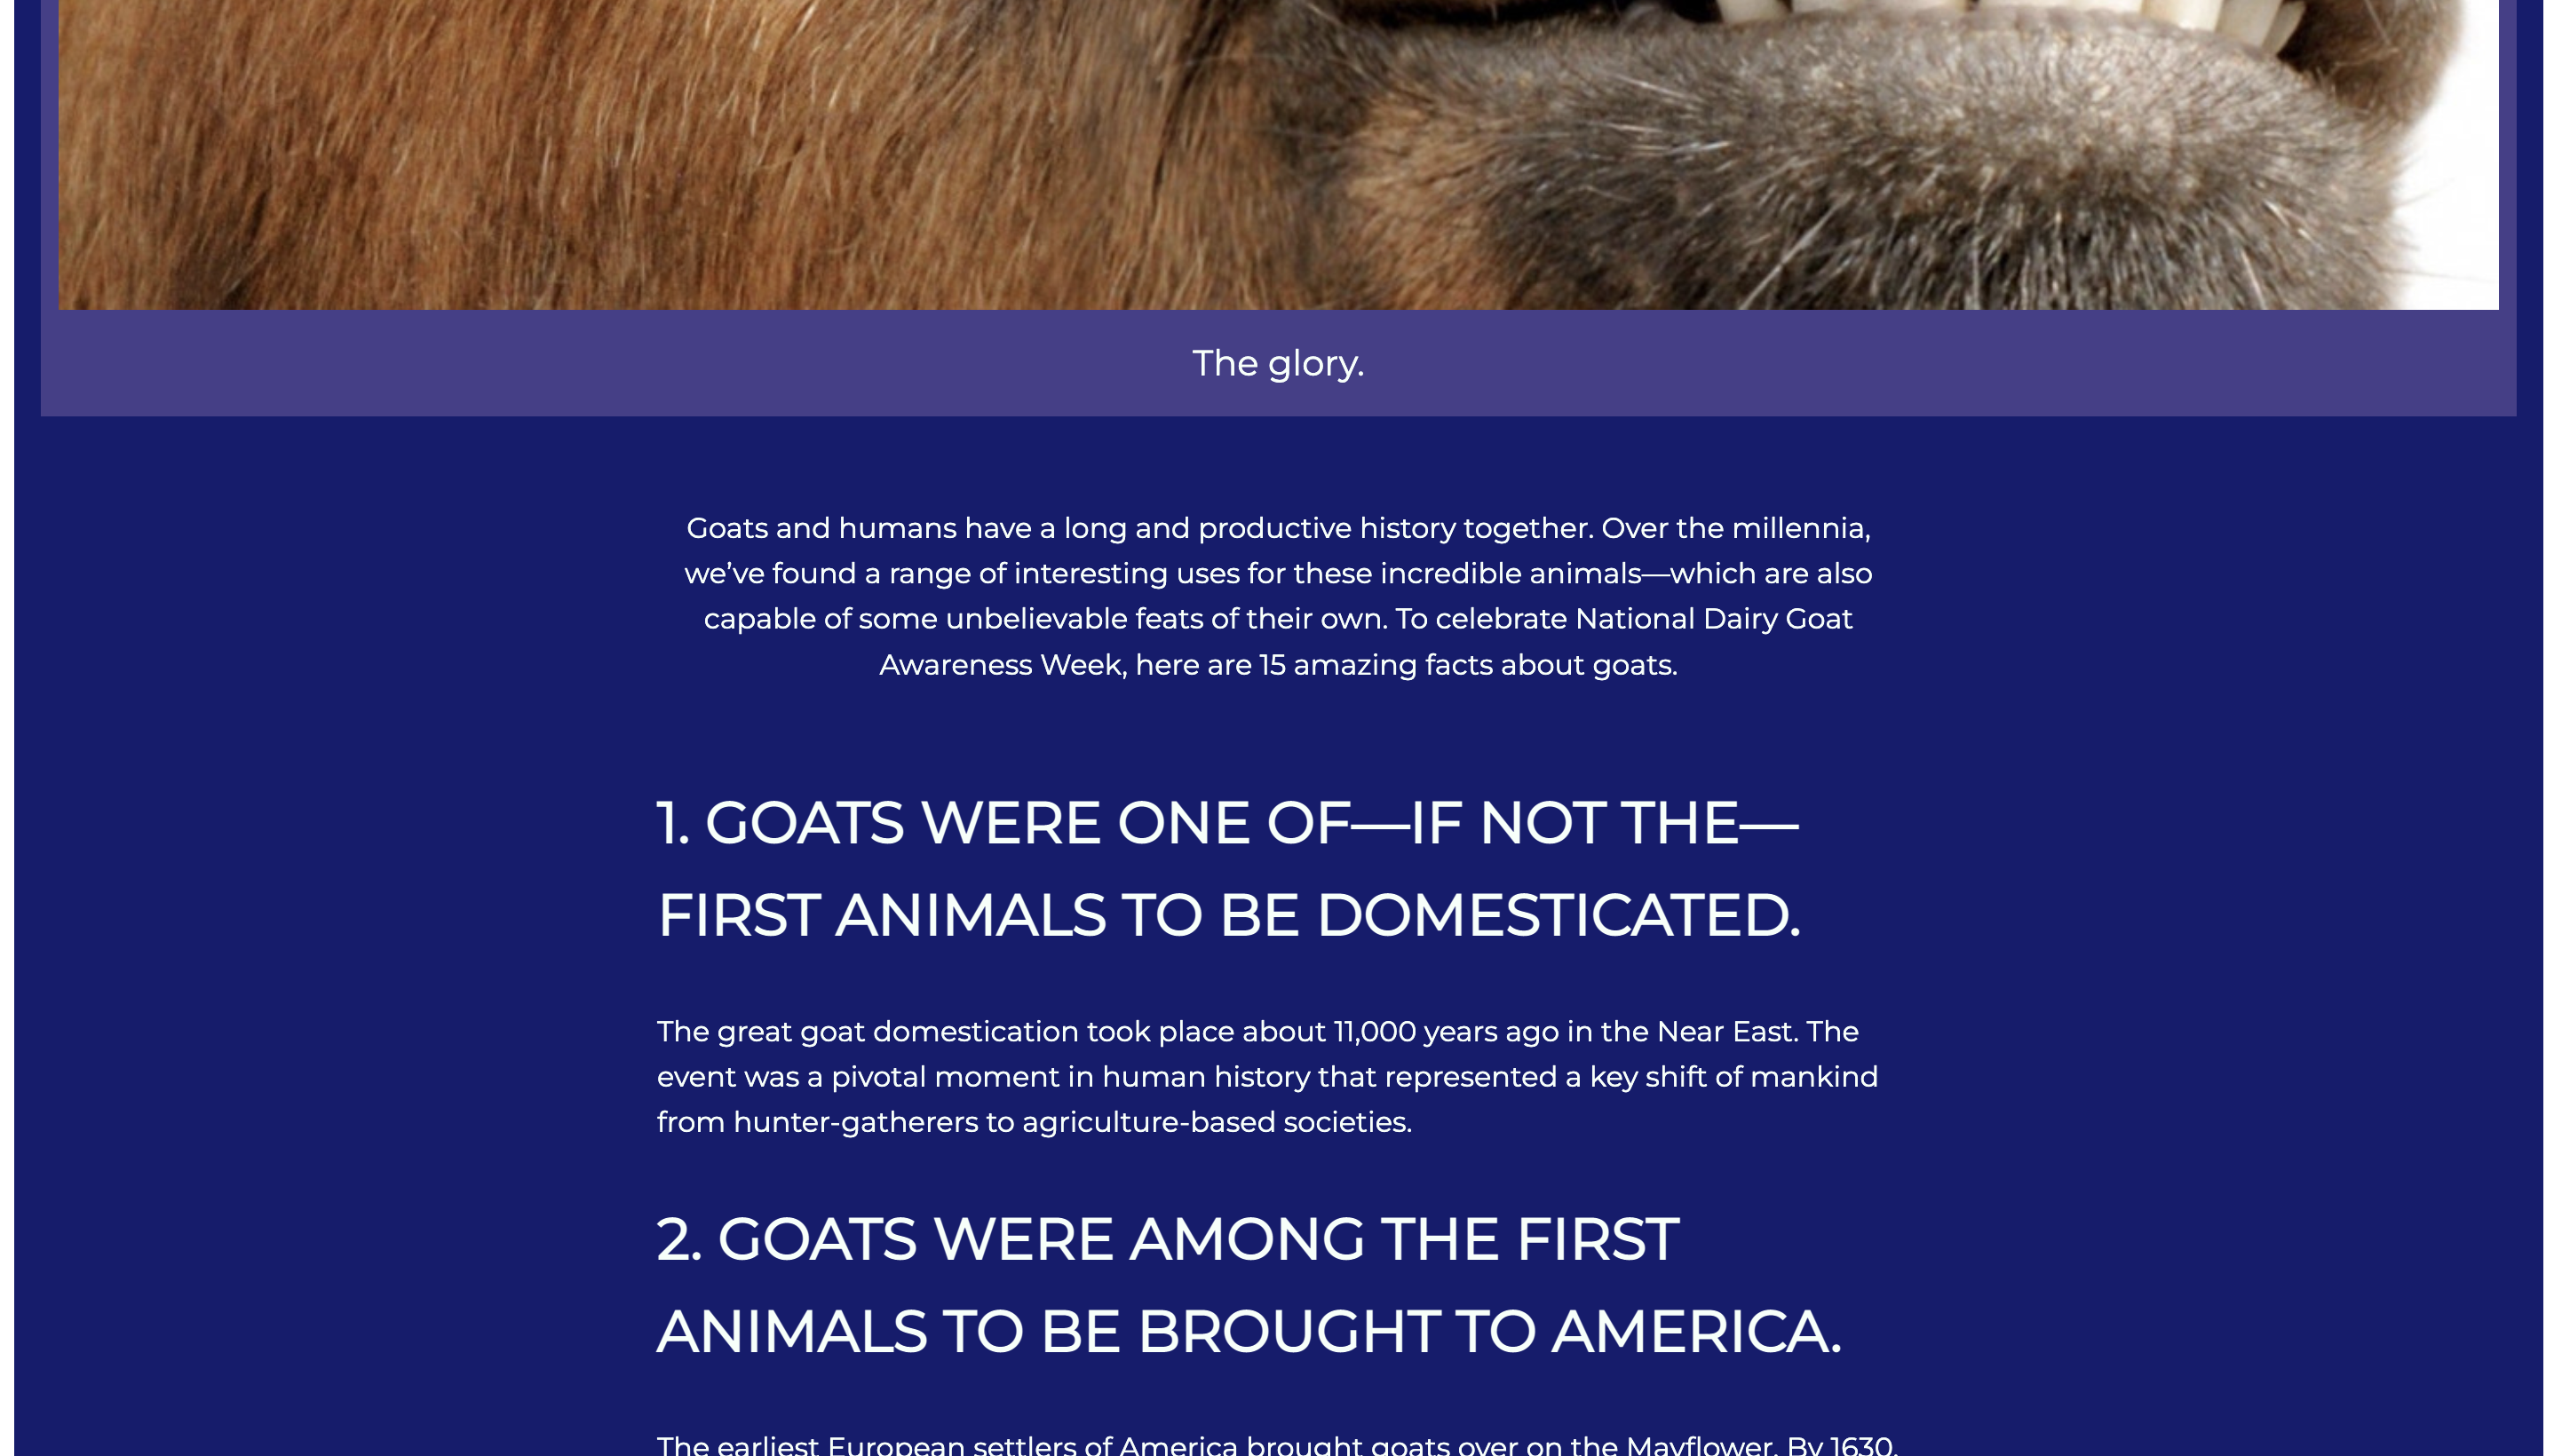 The glory.
Goats and humans have a long and productive history together. Over the millennia,
we’ve found a range of interesting uses for these incredible animals—which are also
capable of some unbelievable feats of their own. To celebrate National Dairy Goat
Awareness Week, here are 15 amazing facts about goats.
1. GOATS WERE ONE OF—IF NOT THE—
FIRST ANIMALS TO BE DOMESTICATED.
The great goat domestication took place about 11,000 years ago in the Near East. The
event was a pivotal moment in human history that represented a key shift of mankind
from hunter-gatherers to agriculture-based societies.
2. GOATS WERE AMONG THE FIRST
ANIMALS TO BE BROUGHT TO AMERICA.
The earliest European settlers of America brought goats over on the Mayflower. By 1630,